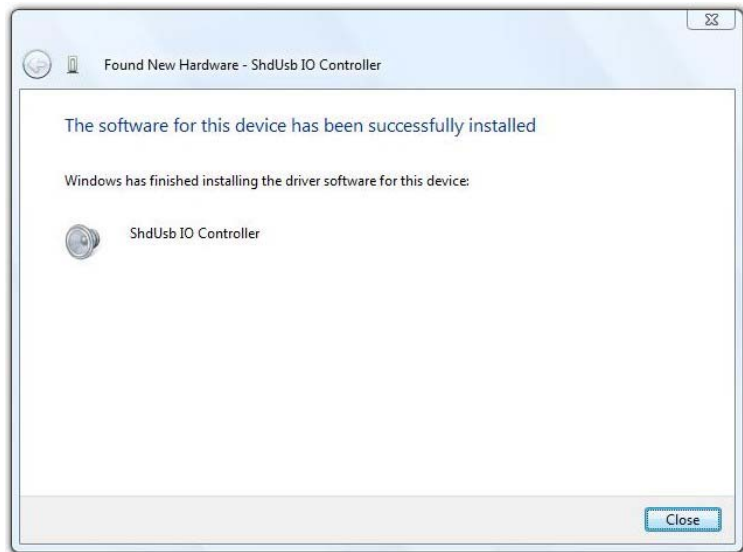 Found New Hardware - ShdUsb IO Controller
The software for this device has been successfully installed
Windows has finished installing the driver software for this device:
ShdUsb IO Controller
Close